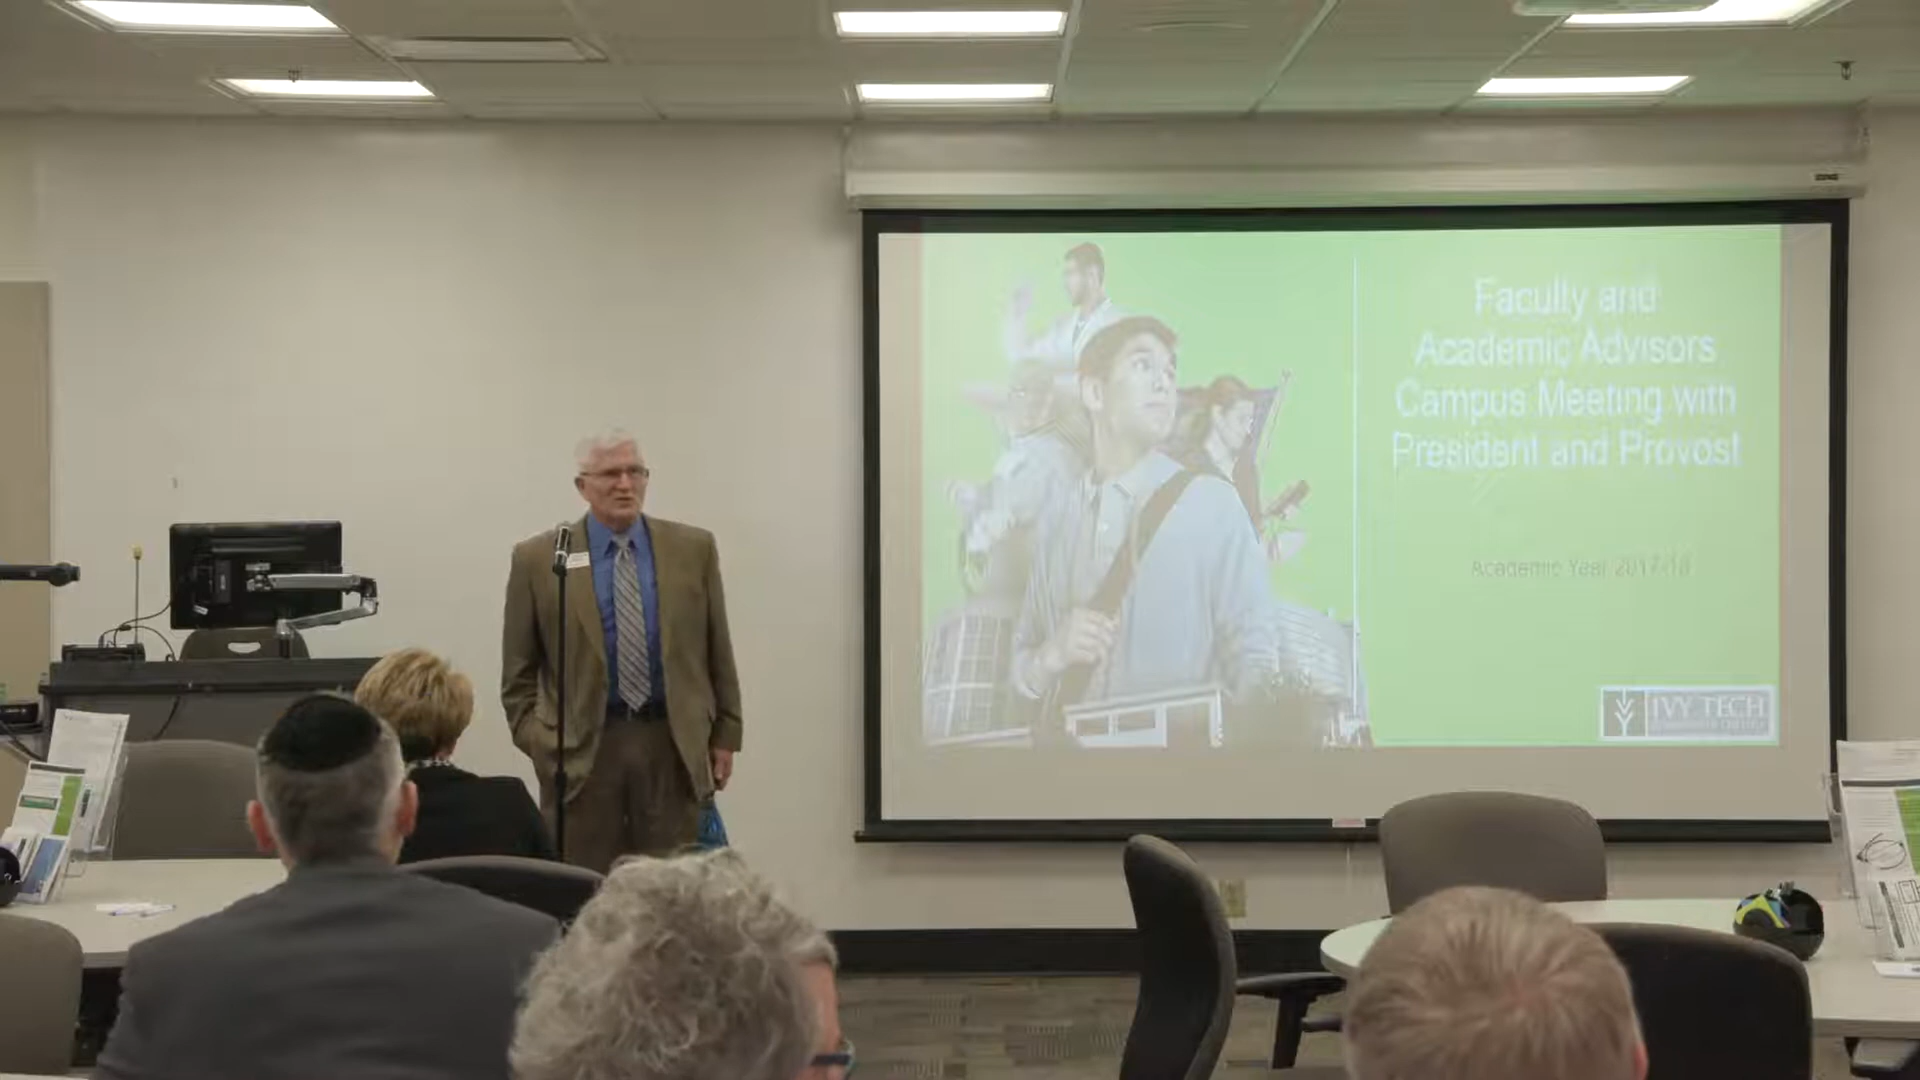 Faculty and
Academic Advisors
Campus Meeting with
President and Provost
Academic Year 2017-18
IVY TECH